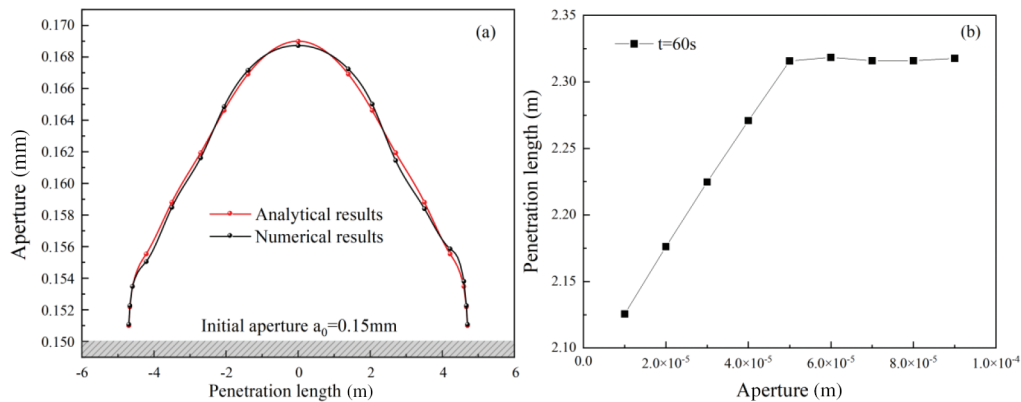 (a)
0.170
0.168
0.166
0.164
0.162
0.160
0.158
0.156
0.154
0.152
0.150
Aperture (mm)
Analytical results
Numerical results
Initial aperture a₀=0.15mm
-6 -4 -2 0 2 4 6
Penetration length (m)
(b)
t=60s
2.35
2.30
2.25
2.20
2.15
2.10
Penetration length (m)
0.0 2.0×10⁻⁵ 4.0×10⁻⁵ 6.0×10⁻⁵ 8.0×10⁻⁵ 1.0×10⁻⁴
Aperture (m)